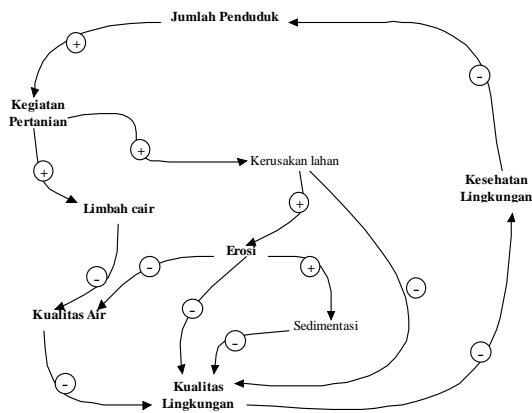 Jumlah Penduduk
+
-
Kegiatan
Pertanian
+
Kerusakan lahan
+
Kesehatan
Lingkungan
Limbah cair
+
Erosi
-
-
+
-
Kualitas Air
-
Sedimentasi
-
-
-
Kualitas
Lingkungan